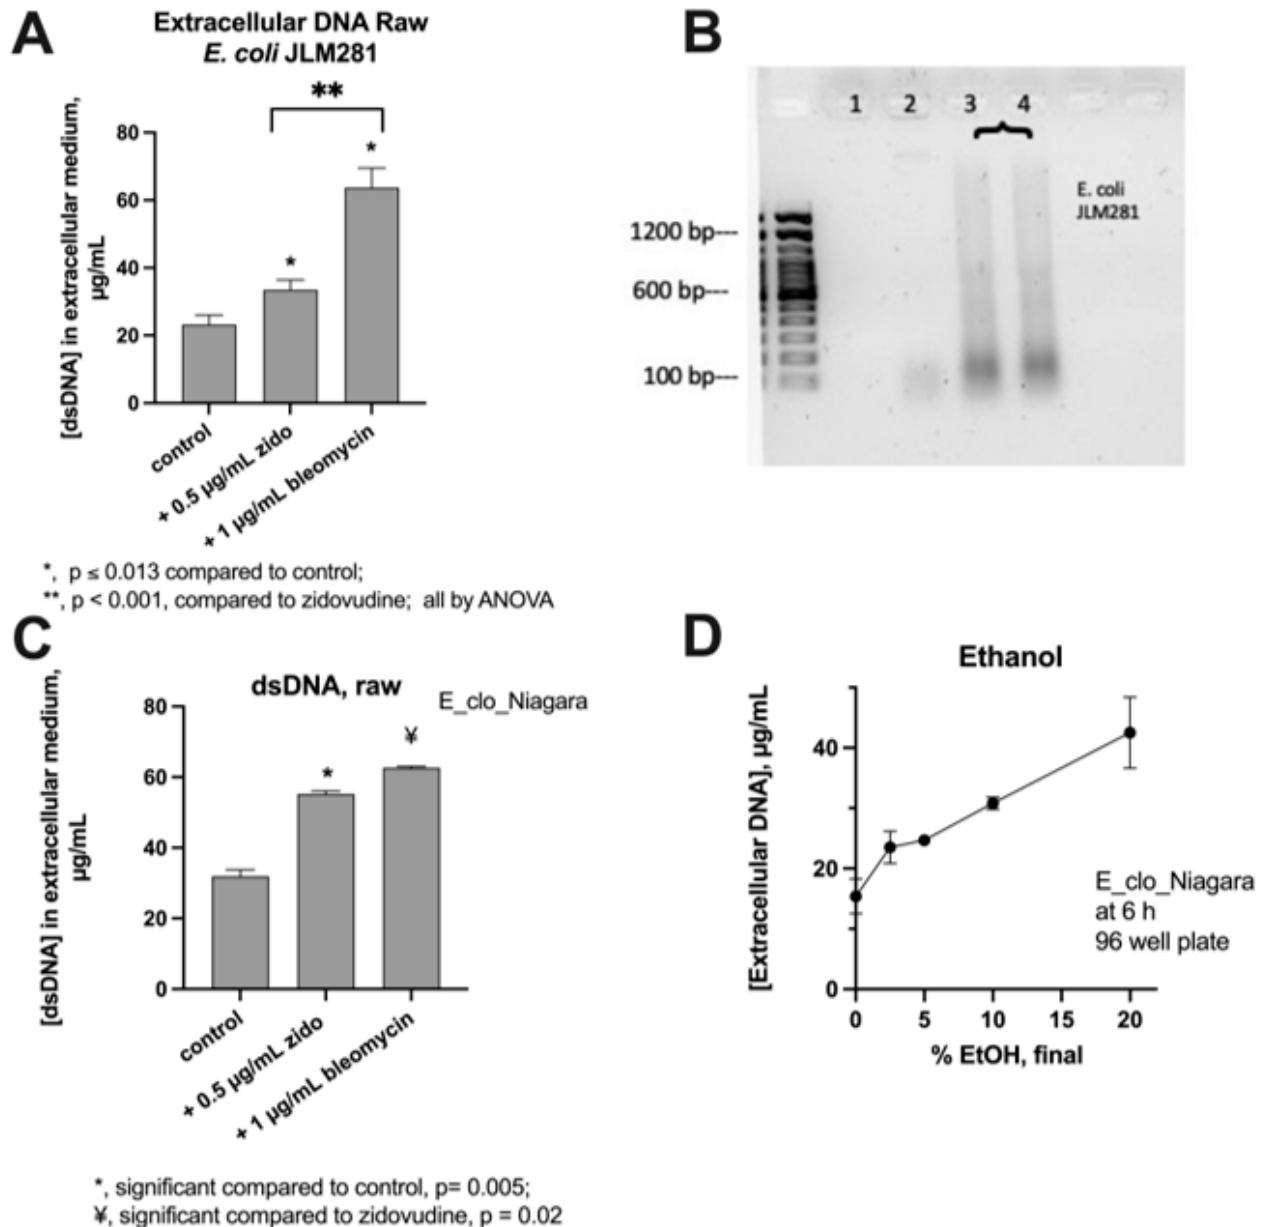 A
Extracellular DNA Raw
E. coli JLM281
**
[dsDNA] in extracellular medium,
µg/mL
80
60
40
20
0
*
*
control
+ 0.5 µg/mL zido
+ 1 µg/mL bleomycin
*, p ≤ 0.013 compared to control;
**, p < 0.001, compared to zidovudine; all by ANOVA
B
1 2 3 4
E. coli
JLM281
1200 bp---
600 bp---
100 bp---
C
dsDNA, raw
E_clo_Niagara
[dsDNA] in extracellular medium,
µg/mL
80
60
40
20
0
*
¥
control
+ 0.5 µg/mL zido
+ 1 µg/mL bleomycin
*, significant compared to control, p= 0.005;
¥, significant compared to zidovudine, p = 0.02
D
Ethanol
[Extracellular DNA], µg/mL
40
20
0
0 5 10 15 20
% EtOH, final
E_clo_Niagara
at 6 h
96 well plate